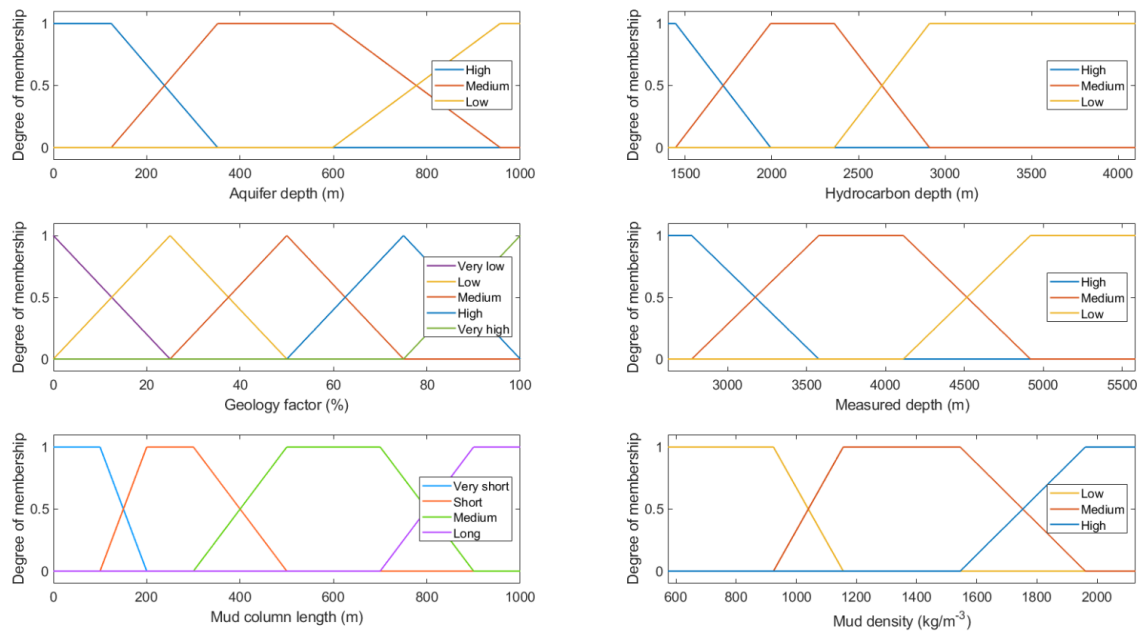 Degree of membership
1
0.5
0
High
Medium
Low
0 200 400 600 800 1000
Aquifer depth (m)
Degree of membership
1
0.5
0
High
Medium
Low
1500 2000 2500 3000 3500 4000
Hydrocarbon depth (m)
Degree of membership
1
0.5
0
Very low
Low
Medium
High
Very high
0 20 40 60 80 100
Geology factor (%)
Degree of membership
1
0.5
0
High
Medium
Low
3000 3500 4000 4500 5000 5500
Measured depth (m)
Degree of membership
1
0.5
0
Very short
Short
Medium
Long
0 200 400 600 800 1000
Mud column length (m)
Degree of membership
1
0.5
0
Low
Medium
High
600 800 1000 1200 1400 1600 1800 2000
Mud density (kg/m⁻³)